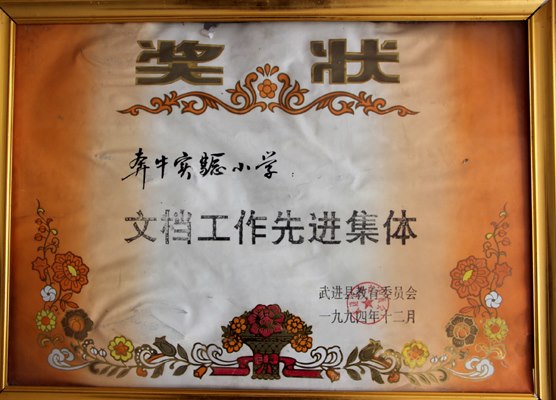 奖状
奔牛实驗小学
文档工作先进集体
武进县教育委员会
一九九四年十二月